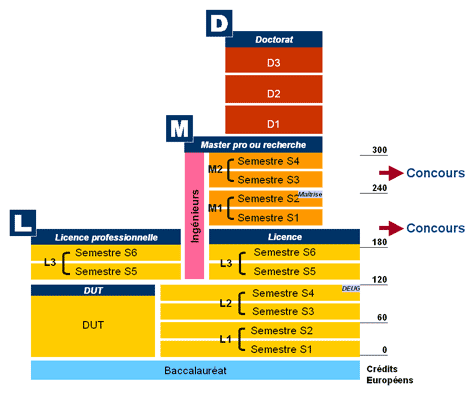 D
Doctorat
D3
D2
D1
M
Master pro ou recherche
300
M2
Semestre S4
Semestre S3
Concours
240
Maîtrise
M1
Semestre S2
Semestre S1
Ingénieurs
Concours
L
Licence professionnelle
Licence
180
L3
Semestre S6
Semestre S5
L3
Semestre S6
Semestre S5
120
DUT
DUT
DEUG
L2
Semestre S4
Semestre S3
60
L1
Semestre S2
Semestre S1
0
Baccalauréat
Crédits
Européens